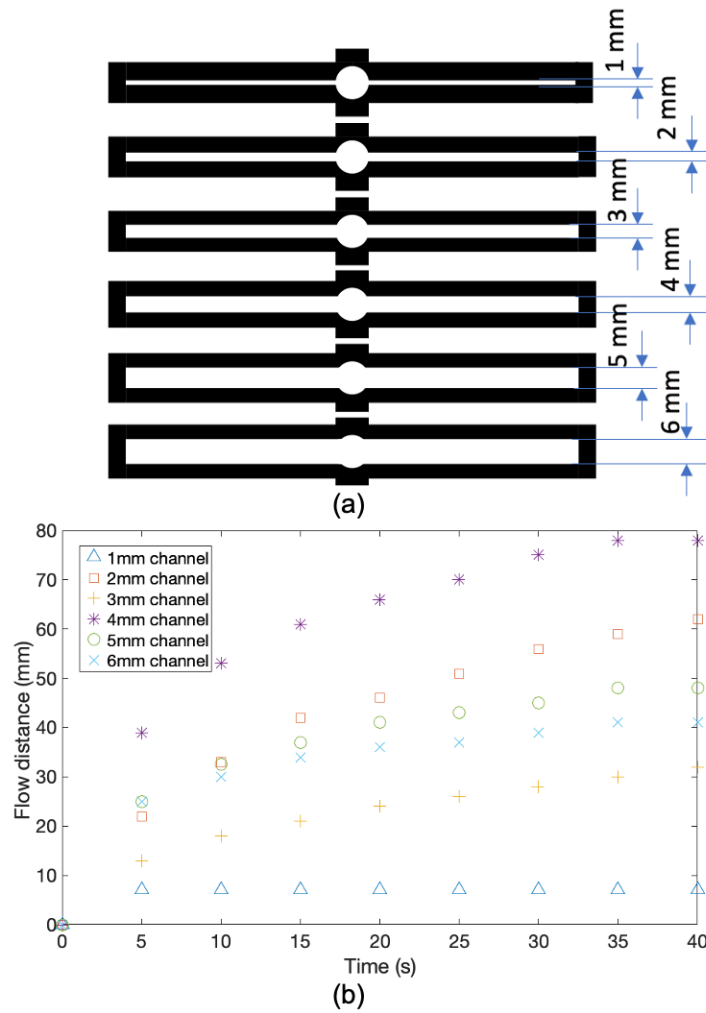 1 mm
2 mm
3 mm
4 mm
5 mm
6 mm
(a)
80
70
60
50
40
30
20
10
0
Flow distance (mm)
1mm channel
2mm channel
3mm channel
4mm channel
5mm channel
6mm channel
0 5 10 15 20 25 30 35 40
Time (s)
(b)